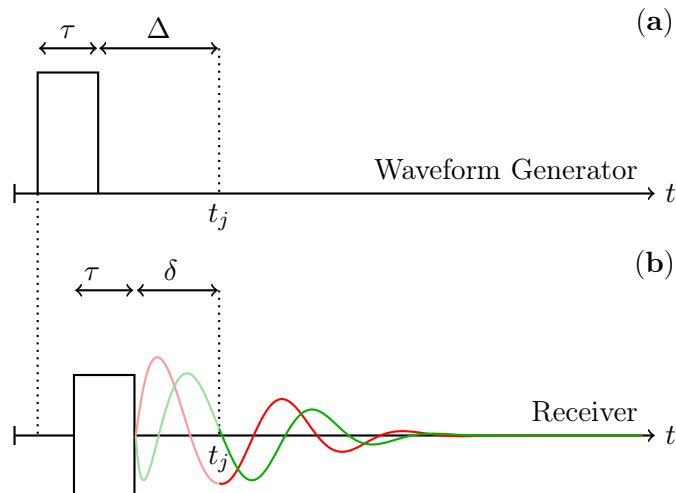 (a)
τ Δ
Waveform Generator
t
t_j
(b)
τ δ
Receiver
t
t_j